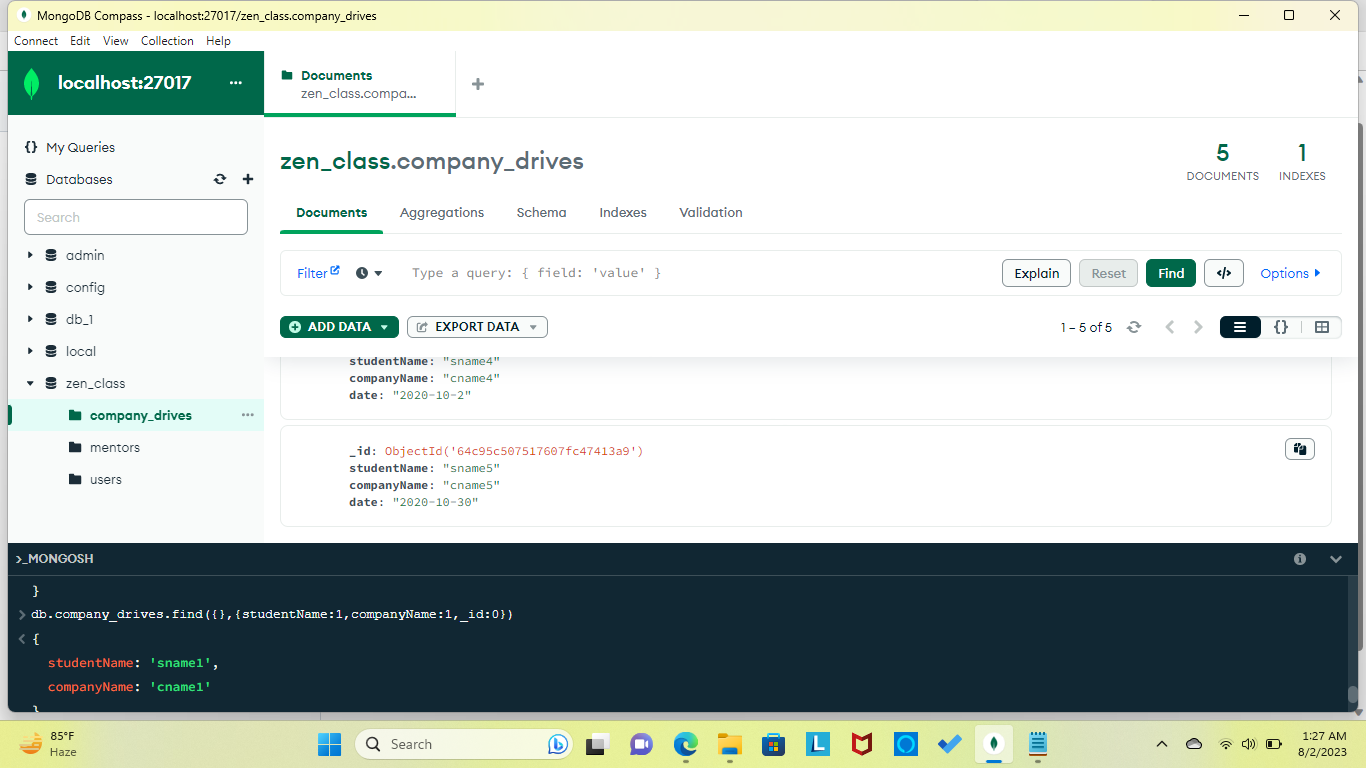 MongoDB Compass - localhost:27017/zen_class.company_drives
Connect Edit View Collection Help
localhost:27017
Documents
zen_class.compa...
My Queries
Databases
Search
admin
config
db_1
local
zen_class
company_drives
mentors
users
zen_class.company_drives
5
DOCUMENTS
1
INDEXES
Documents Aggregations Schema Indexes Validation
Filter Type a query: { field: 'value' } Explain Reset Find </> Options
ADD DATA EXPORT DATA 1 – 5 of 5 {}
studentName: "sname4"
companyName: "cname4"
date: "2020-10-2"
_id: ObjectId('64c95c507517607fc47413a9')
studentName: "sname5"
companyName: "cname5"
date: "2020-10-30"
>_MONGOSH
}
> db.company_drives.find({},{studentName:1,companyName:1,_id:0})
< {
studentName: 'sname1',
companyName: 'cname1'
}
85°F
Haze
Search
L
1:27 AM
8/2/2023